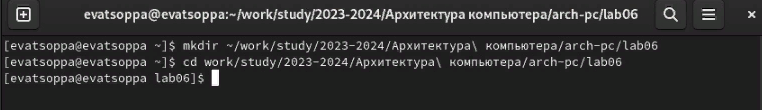 evatsoppa@evatsoppa:~/work/study/2023-2024/Архитектура компьютера/arch-pc/lab06
[evatsoppa@evatsoppa ~]$ mkdir ~/work/study/2023-2024/Архитектура\ компьютера/arch-pc/lab06
[evatsoppa@evatsoppa ~]$ cd work/study/2023-2024/Архитектура\ компьютера/arch-pc/lab06
[evatsoppa@evatsoppa lab06]$